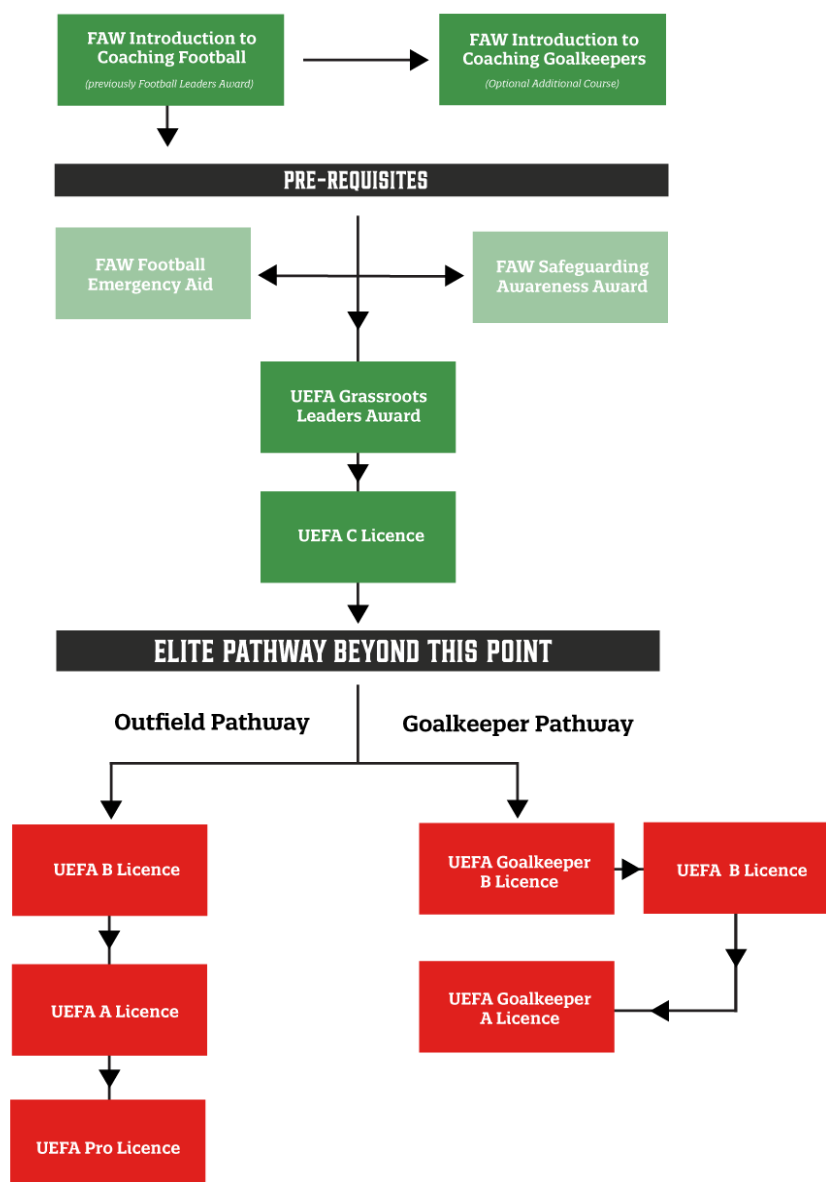 FAW Introduction to
Coaching Football
(previously Football Leaders Award)
FAW Introduction to
Coaching Goalkeepers
(Optional Additional Course)
PRE-REQUISITES
FAW Football
Emergency Aid
FAW Safeguarding
Awareness Award
UEFA Grassroots
Leaders Award
UEFA C Licence
ELITE PATHWAY BEYOND THIS POINT
Outfield Pathway
Goalkeeper Pathway
UEFA B Licence
UEFA Goalkeeper
B Licence
UEFA B Licence
UEFA A Licence
UEFA Goalkeeper
A Licence
UEFA Pro Licence